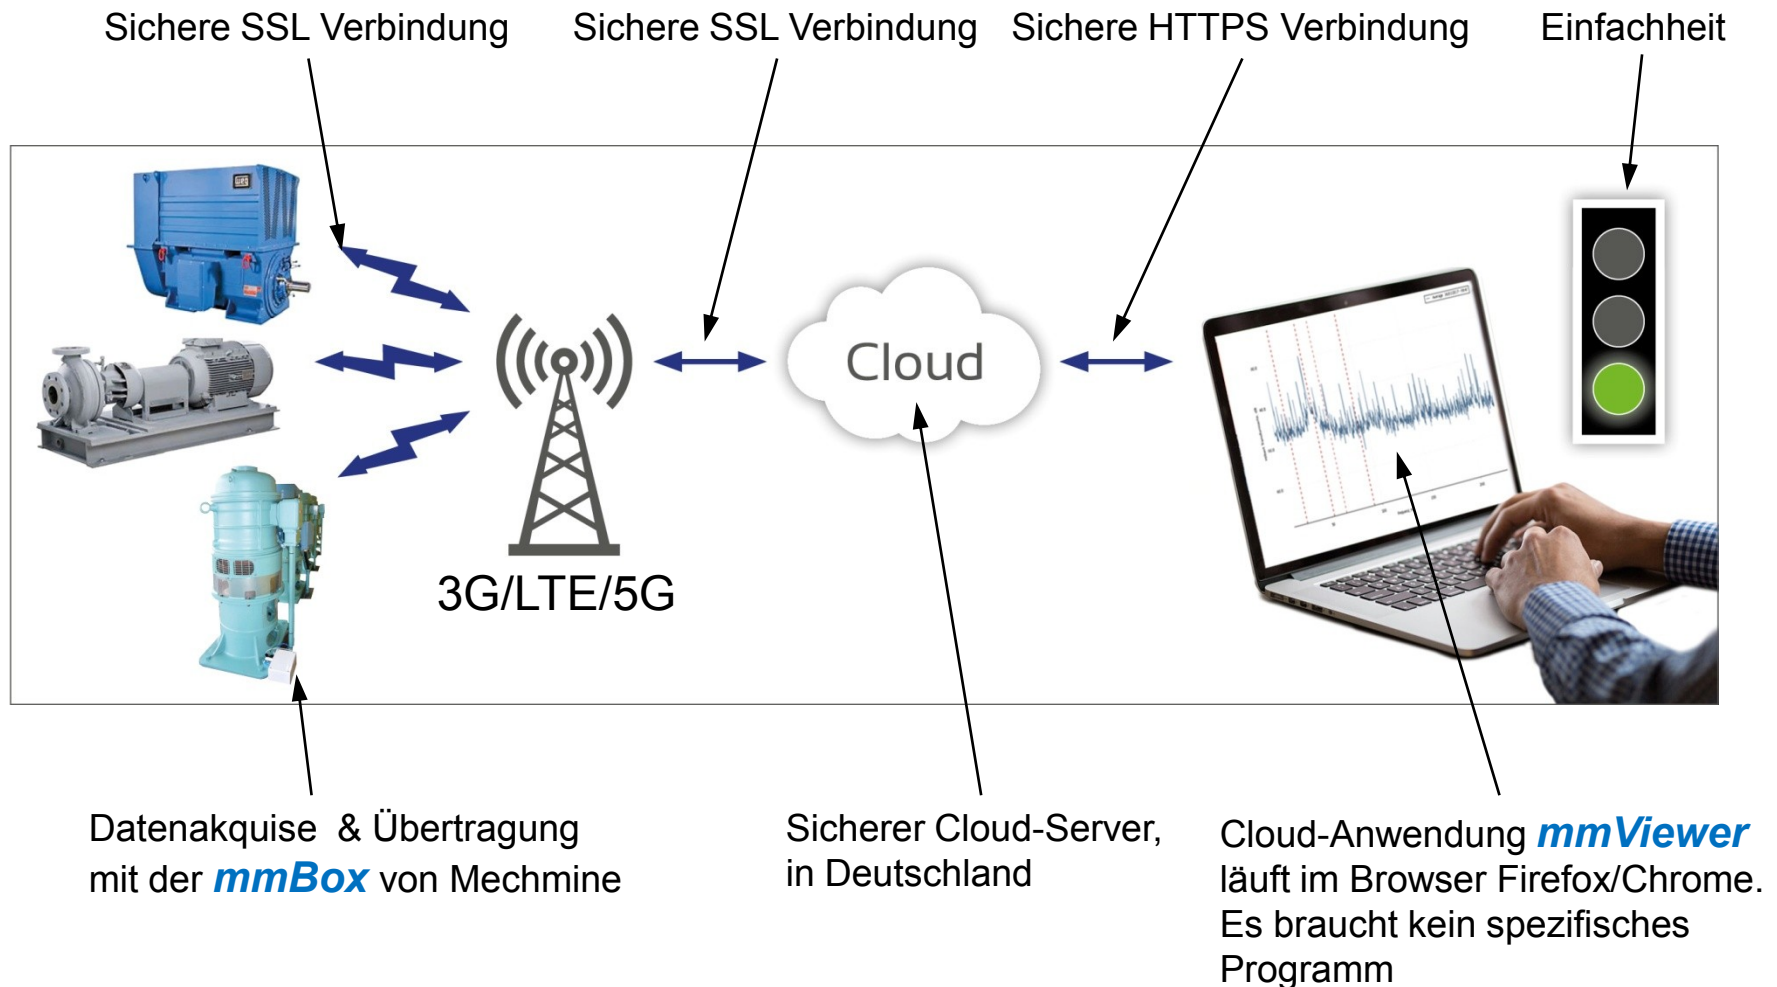 Sichere SSL Verbindung
Sichere SSL Verbindung
Sichere HTTPS Verbindung
Einfachheit
Cloud
3G/LTE/5G
Datenakquise & Übertragung
mit der mmBox von Mechmine
Sicherer Cloud-Server,
in Deutschland
Cloud-Anwendung mmViewer
läuft im Browser Firefox/Chrome.
Es braucht kein spezifisches
Programm